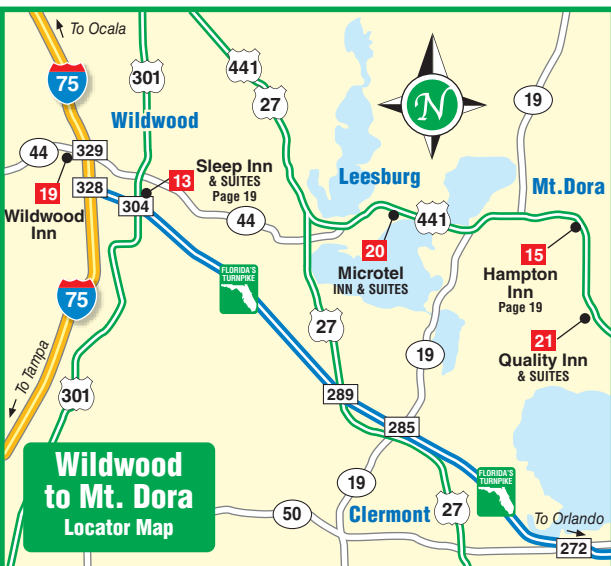 To Ocala
75
301
441
27
N
19
Wildwood
44
329
19
Wildwood
Inn
328
304
13
Sleep Inn
& SUITES
Page 19
44
Leesburg
Mt.Dora
441
20
Microtel
INN & SUITES
15
Hampton
Inn
Page 19
21
Quality Inn
& SUITES
75
FLORIDA'S
TURNPIKE
27
19
To Tampa
301
289
285
Wildwood
to Mt. Dora
Locator Map
19
50
Clermont
27
FLORIDA'S
TURNPIKE
To Orlando
272